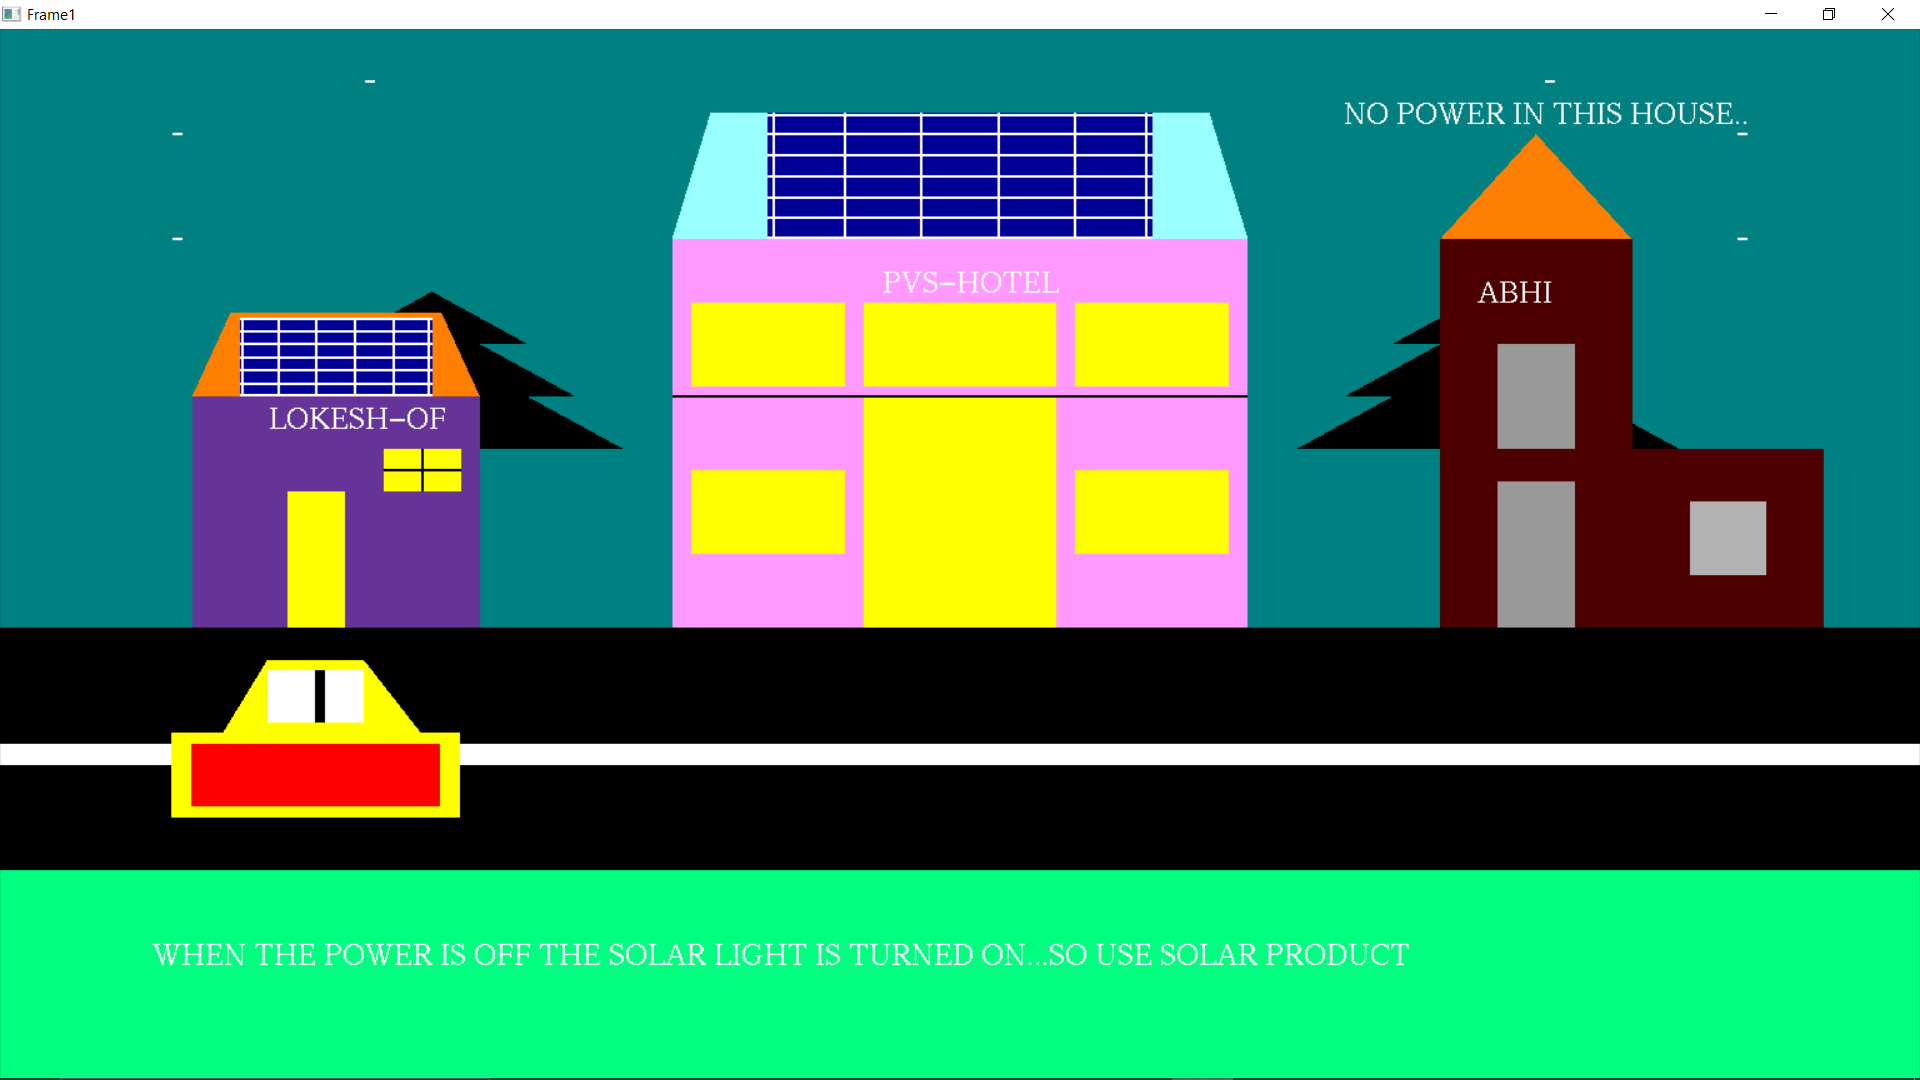 Frame1
NO POWER IN THIS HOUSE..
PVS-HOTEL
ABHI
LOKESH-OF
WHEN THE POWER IS OFF THE SOLAR LIGHT IS TURNED ON...SO USE SOLAR PRODUCT